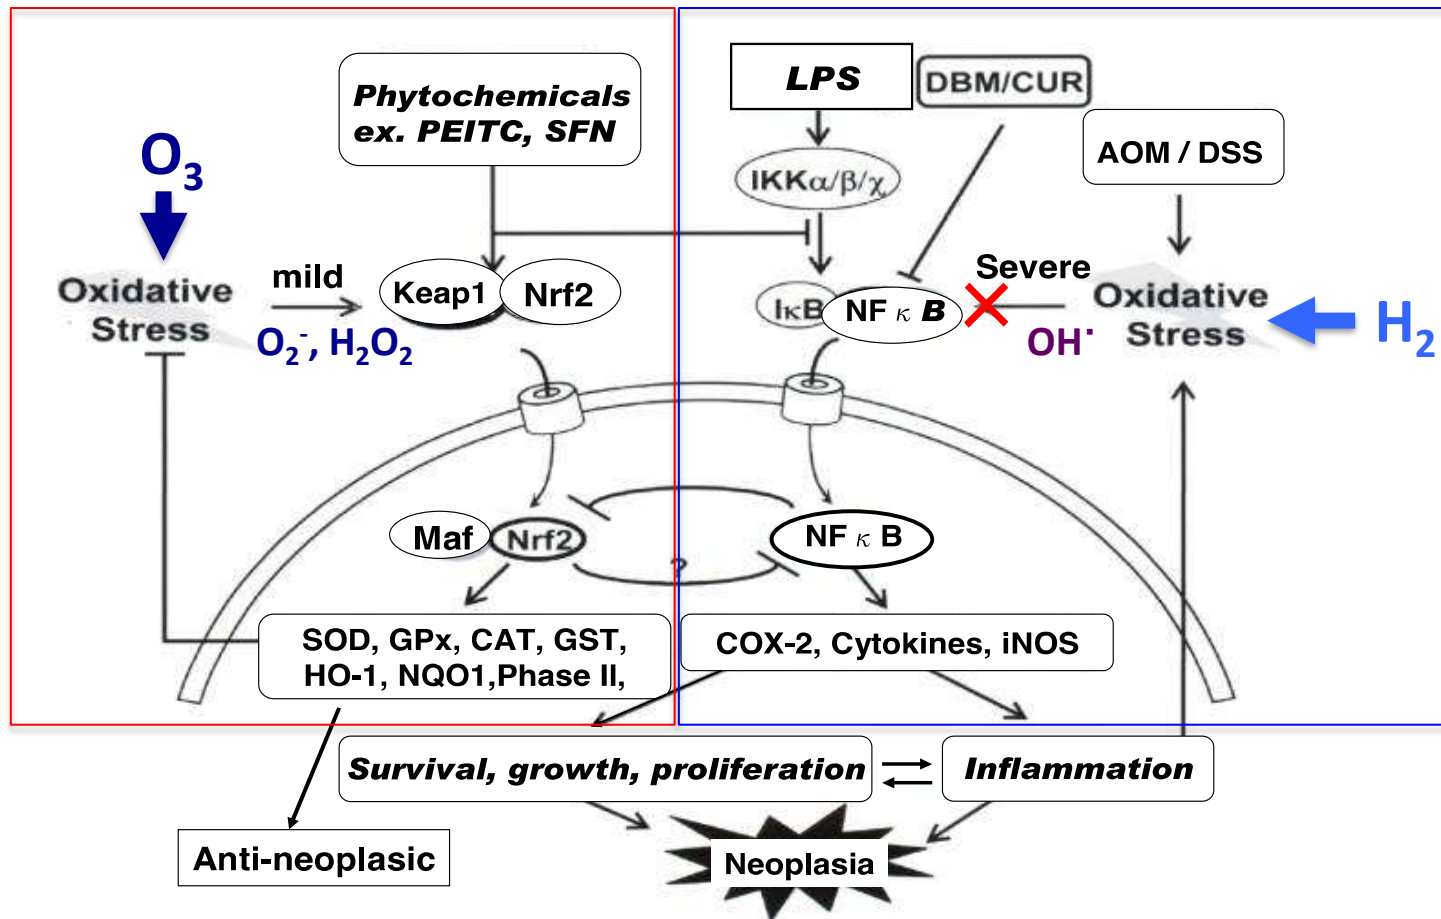 Phytochemicals
ex. PEITC, SFN
O3
Oxidative
Stress
mild
O2-, H2O2
Keap1
Nrf2
LPS
DBM/CUR
AOM / DSS
IKKα/β/χ
IκB
NF κ B
Severe
OH·
Oxidative
Stress
H2
Maf
Nrf2
NF κ B
?
SOD, GPx, CAT, GST,
HO-1, NQO1,Phase II,
COX-2, Cytokines, iNOS
Survival, growth, proliferation
Inflammation
Anti-neoplasic
Neoplasia